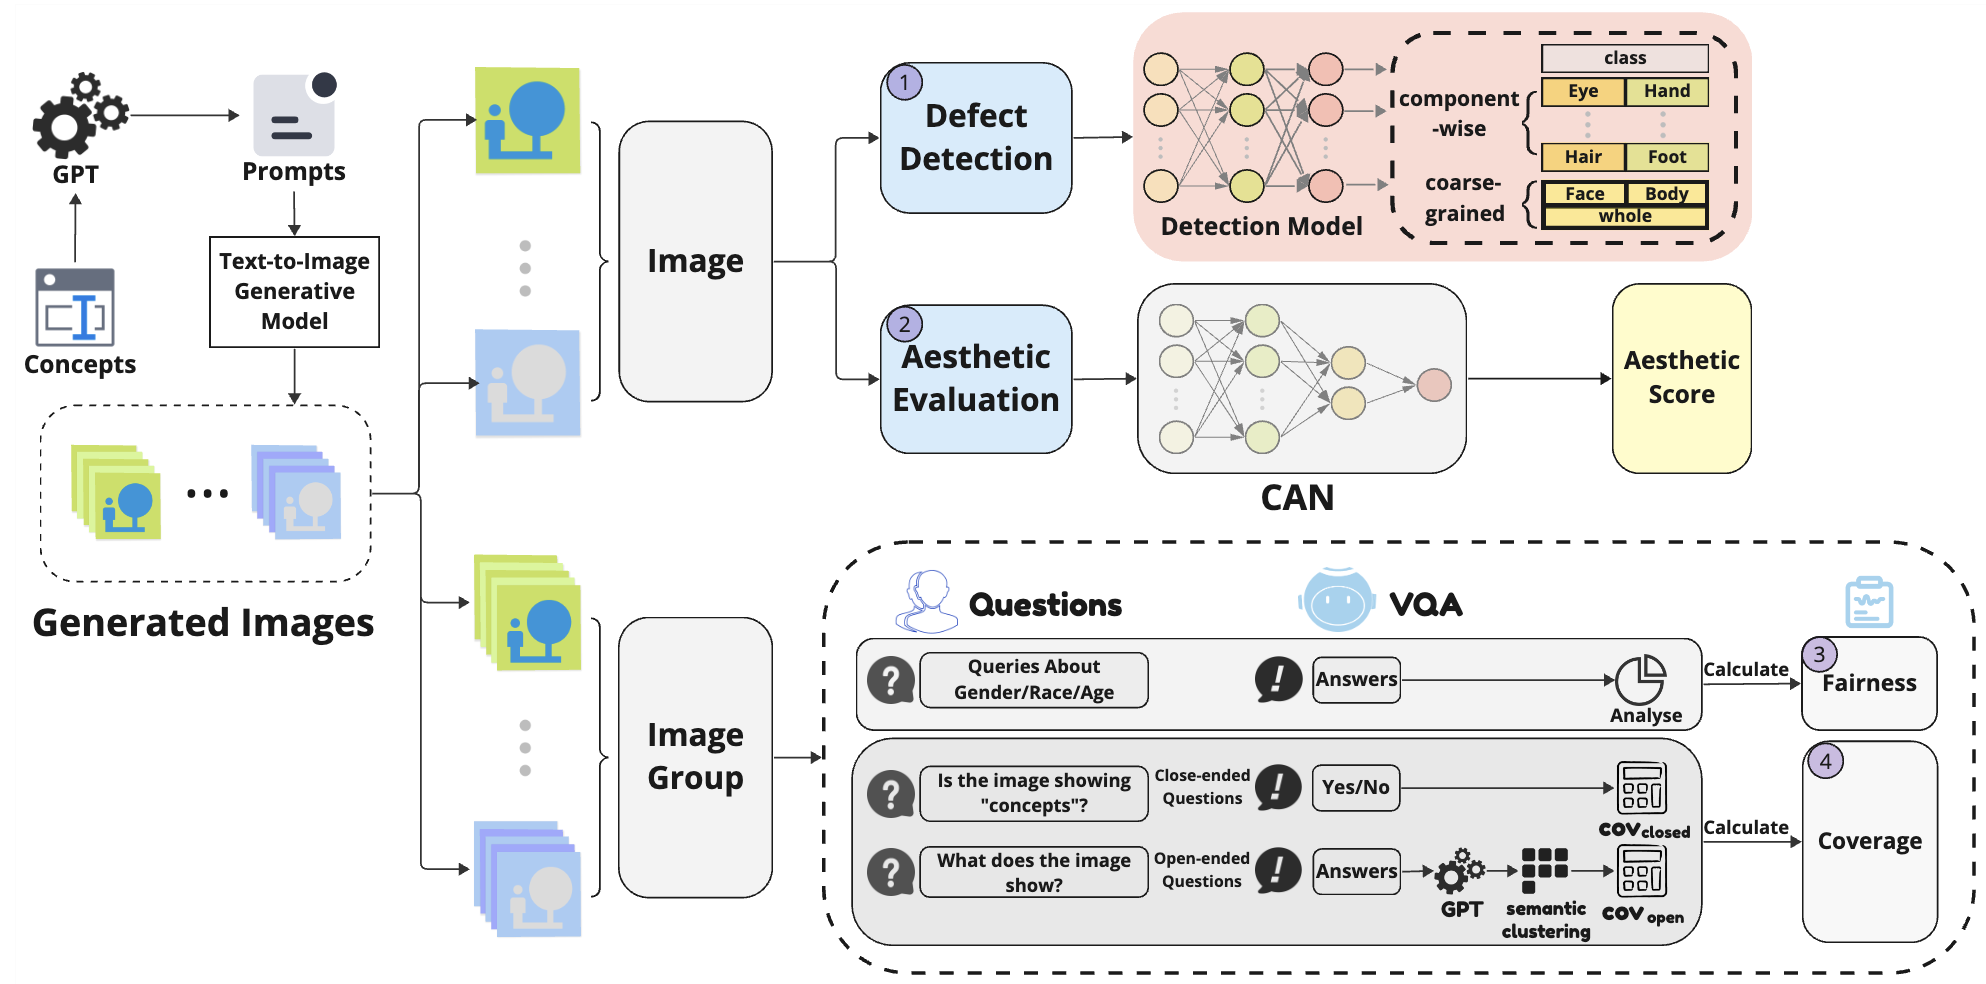 GPT
Prompts
Concepts
Text-to-Image
Generative
Model
Generated Images
Image
Image
Group
1
Defect
Detection
Detection Model
component
-wise
coarse-
grained
class
Eye
Hand
Hair
Foot
Face
Body
whole
2
Aesthetic
Evaluation
CAN
Aesthetic
Score
Questions
VQA
Queries About
Gender/Race/Age
Answers
Analyse
Calculate
3
Fairness
Is the image showing
"concepts"?
Close-ended
Questions
Yes/No
COVclosed
What does the image
show?
Open-ended
Questions
Answers
GPT
semantic
clustering
COV open
Calculate
4
Coverage